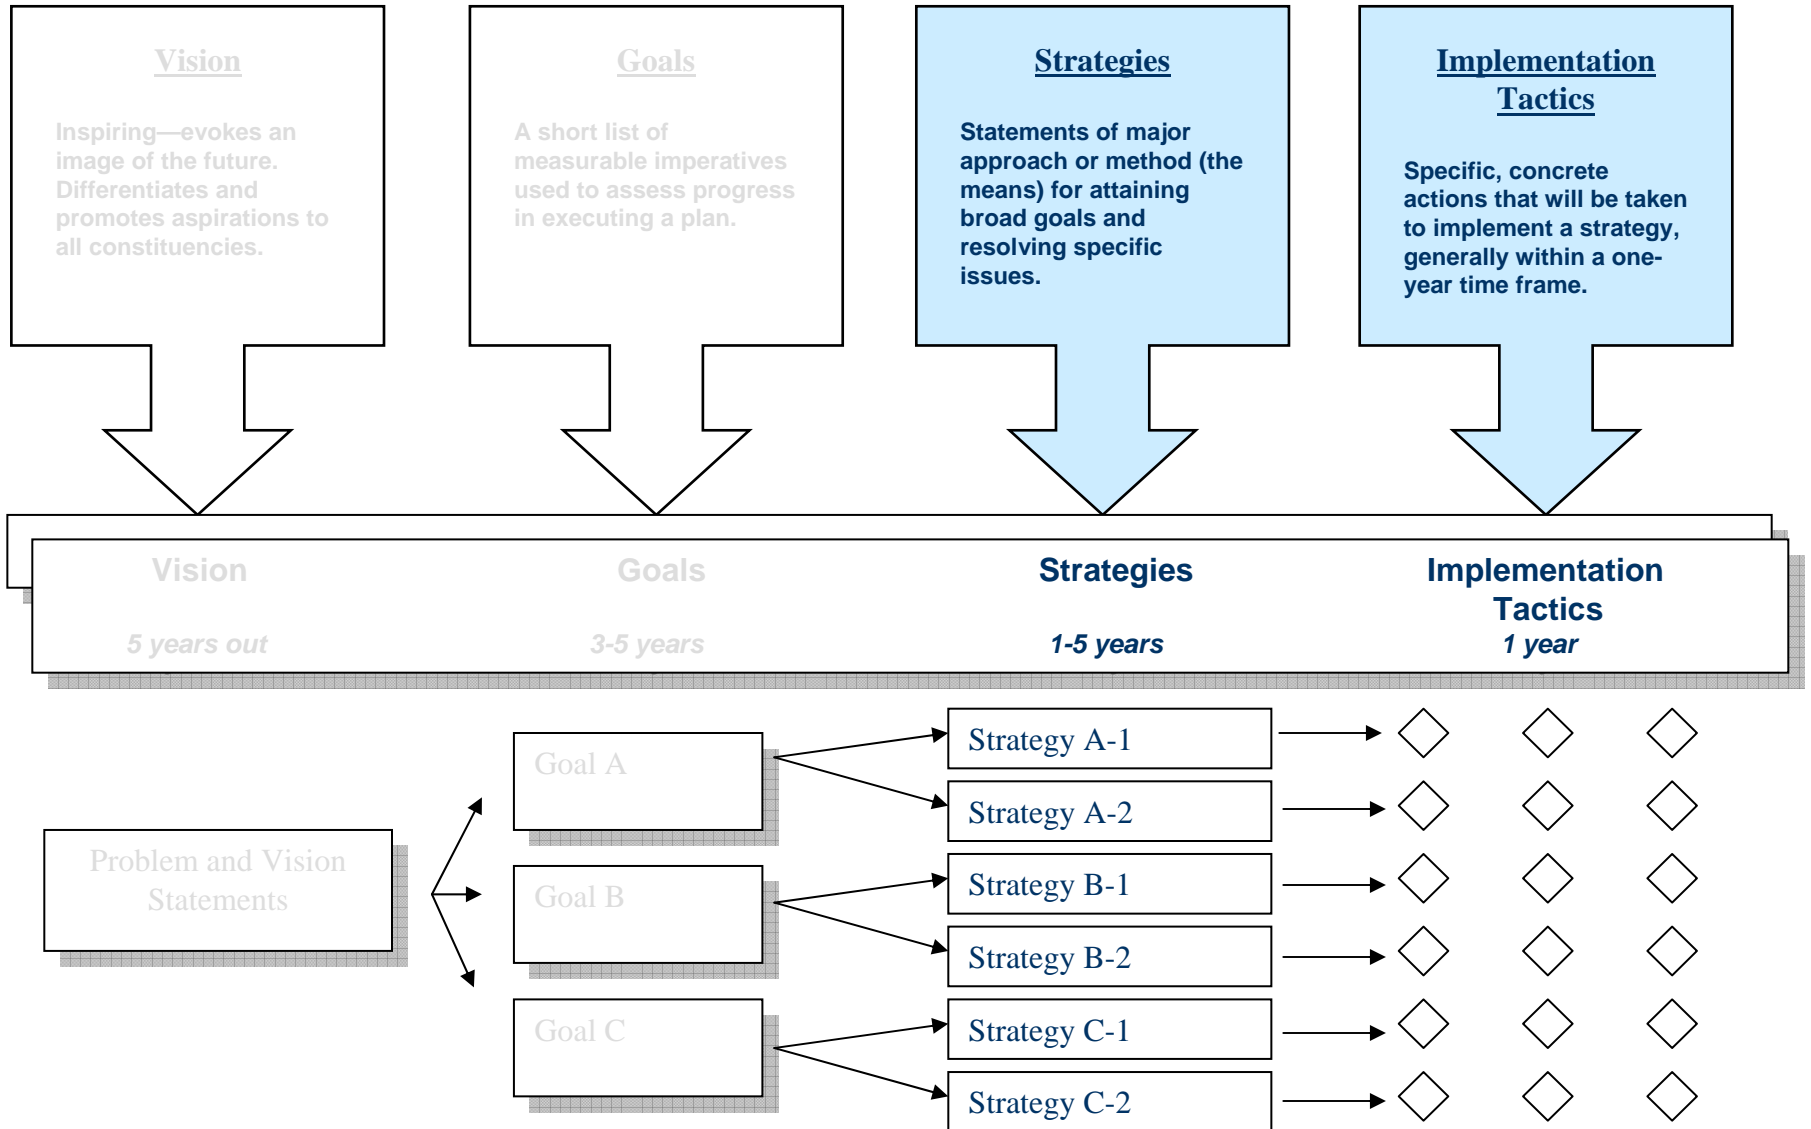 Vision
Inspiring—evokes an
image of the future.
Differentiates and
promotes aspirations to
all constituencies.
Goals
A short list of
measurable imperatives
used to assess progress
in executing a plan.
Strategies
Statements of major
approach or method (the
means) for attaining
broad goals and
resolving specific
issues.
Implementation
Tactics
Specific, concrete
actions that will be taken
to implement a strategy,
generally within a one-
year time frame.
Vision
5 years out
Goals
3-5 years
Strategies
1-5 years
Implementation
Tactics
1 year
Problem and Vision
Statements
Goal A
Goal B
Goal C
Strategy A-1
Strategy A-2
Strategy B-1
Strategy B-2
Strategy C-1
Strategy C-2